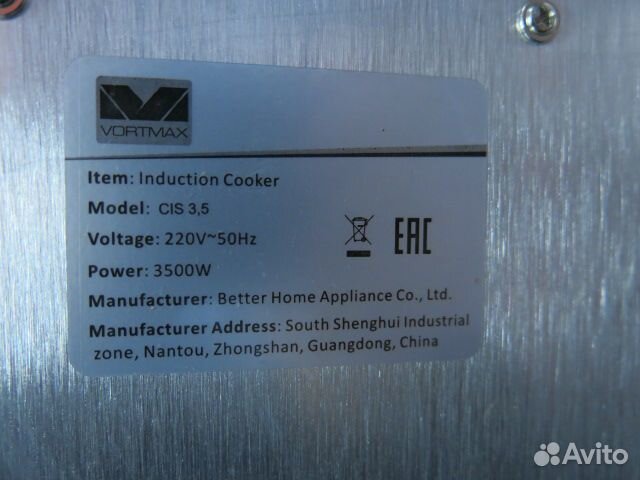 VORTMAX
Item: Induction Cooker
Model: CIS 3,5
Voltage: 220V~50Hz
Power: 3500W
EAC
Manufacturer: Better Home Appliance Co., Ltd.
Manufacturer Address: South Shenghui Industrial
zone, Nantou, Zhongshan, Guangdong, China
Avito